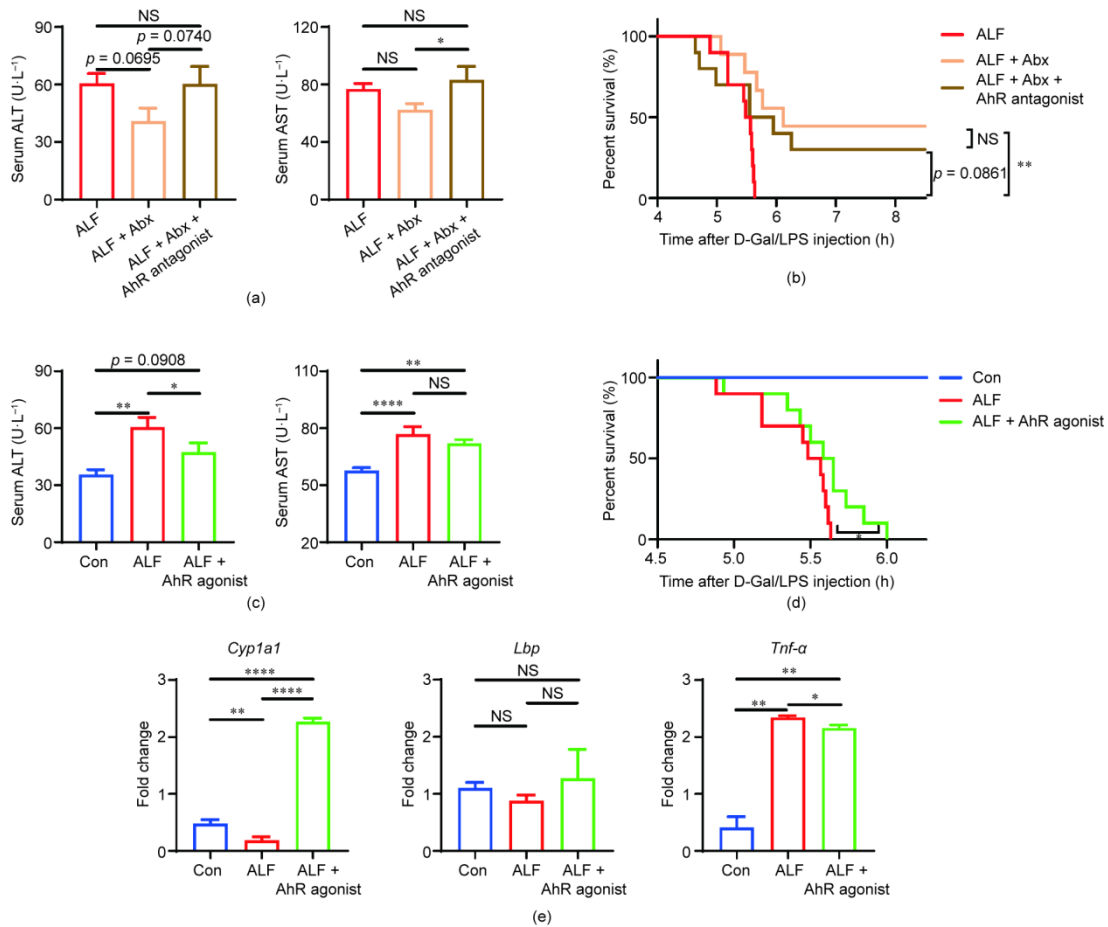 NS
p = 0.0740
p = 0.0695
90
60
30
0
Serum ALT (U·L⁻¹)
ALF
ALF + Abx
ALF + Abx +
AhR antagonist
NS
*
NS
120
80
40
0
Serum AST (U·L⁻¹)
ALF
ALF + Abx
ALF + Abx +
AhR antagonist
(a)
ALF
ALF + Abx
ALF + Abx +
AhR antagonist
100
50
0
Percent survival (%)
NS
**
p = 0.0861
4 5 6 7 8
Time after D-Gal/LPS injection (h)
(b)
p = 0.0908
*
**
90
60
30
0
Serum ALT (U·L⁻¹)
Con ALF ALF +
AhR agonist
**
NS
****
110
80
50
20
Serum AST (U·L⁻¹)
Con ALF ALF +
AhR agonist
(c)
Con
ALF
ALF + AhR agonist
100
50
0
Percent survival (%)
*
4.5 5.0 5.5 6.0
Time after D-Gal/LPS injection (h)
(d)
Cyp1a1
****
****
**
3
2
1
0
Fold change
Con ALF ALF +
AhR agonist
Lbp
NS
NS
NS
3
2
1
0
Fold change
Con ALF ALF +
AhR agonist
Tnf-α
**
*
**
3
2
1
0
Fold change
Con ALF ALF +
AhR agonist
(e)